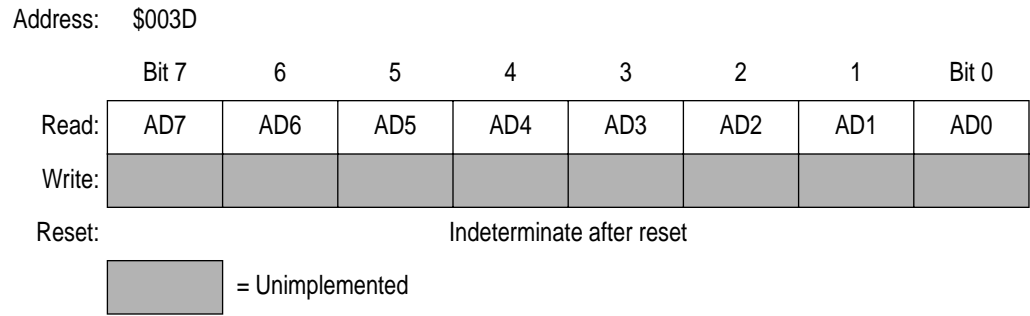 Address: $003D
Bit 7 6 5 4 3 2 1 Bit 0
Read: AD7 AD6 AD5 AD4 AD3 AD2 AD1 AD0
Write:
Reset: Indeterminate after reset
= Unimplemented